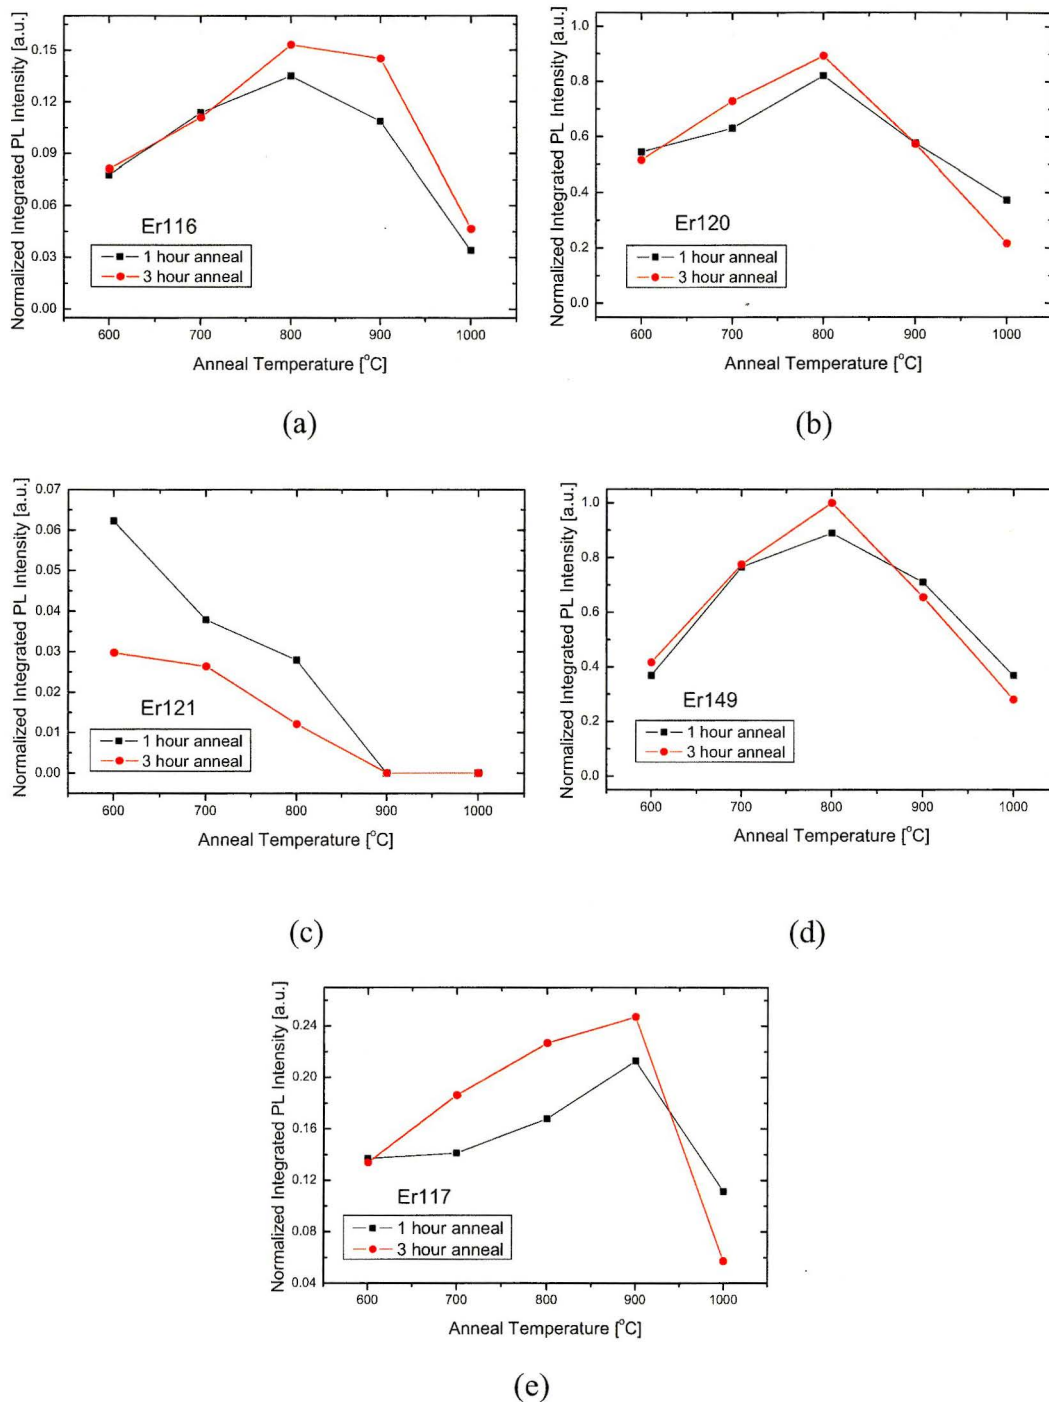 Normalized Integrated PL Intensity [a.u.]
0.15
0.12
0.09
0.06
0.03
0.00
Er116
1 hour anneal
3 hour anneal
600 700 800 900 1000
Anneal Temperature [°C]
(a)
Normalized Integrated PL Intensity [a.u.]
1.0
0.8
0.6
0.4
0.2
0.0
Er120
1 hour anneal
3 hour anneal
600 700 800 900 1000
Anneal Temperature [°C]
(b)
Normalized Integrated PL Intensity [a.u.]
0.07
0.06
0.05
0.04
0.03
0.02
0.01
0.00
Er121
1 hour anneal
3 hour anneal
600 700 800 900 1000
Anneal Temperature [°C]
(c)
Normalized Integrated PL Intensity [a.u.]
1.0
0.8
0.6
0.4
0.2
0.0
Er149
1 hour anneal
3 hour anneal
600 700 800 900 1000
Anneal Temperature [°C]
(d)
Normalized Integrated PL Intensity [a.u.]
0.24
0.20
0.16
0.12
0.08
0.04
Er117
1 hour anneal
3 hour anneal
600 700 800 900 1000
Anneal Temperature [°C]
(e)